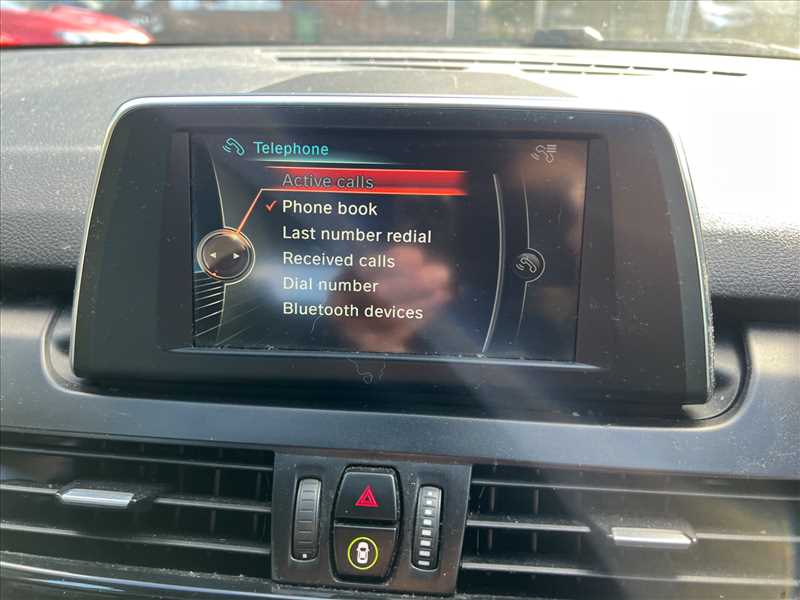 Telephone
Active calls
Phone book
Last number redial
Received calls
Dial number
Bluetooth devices